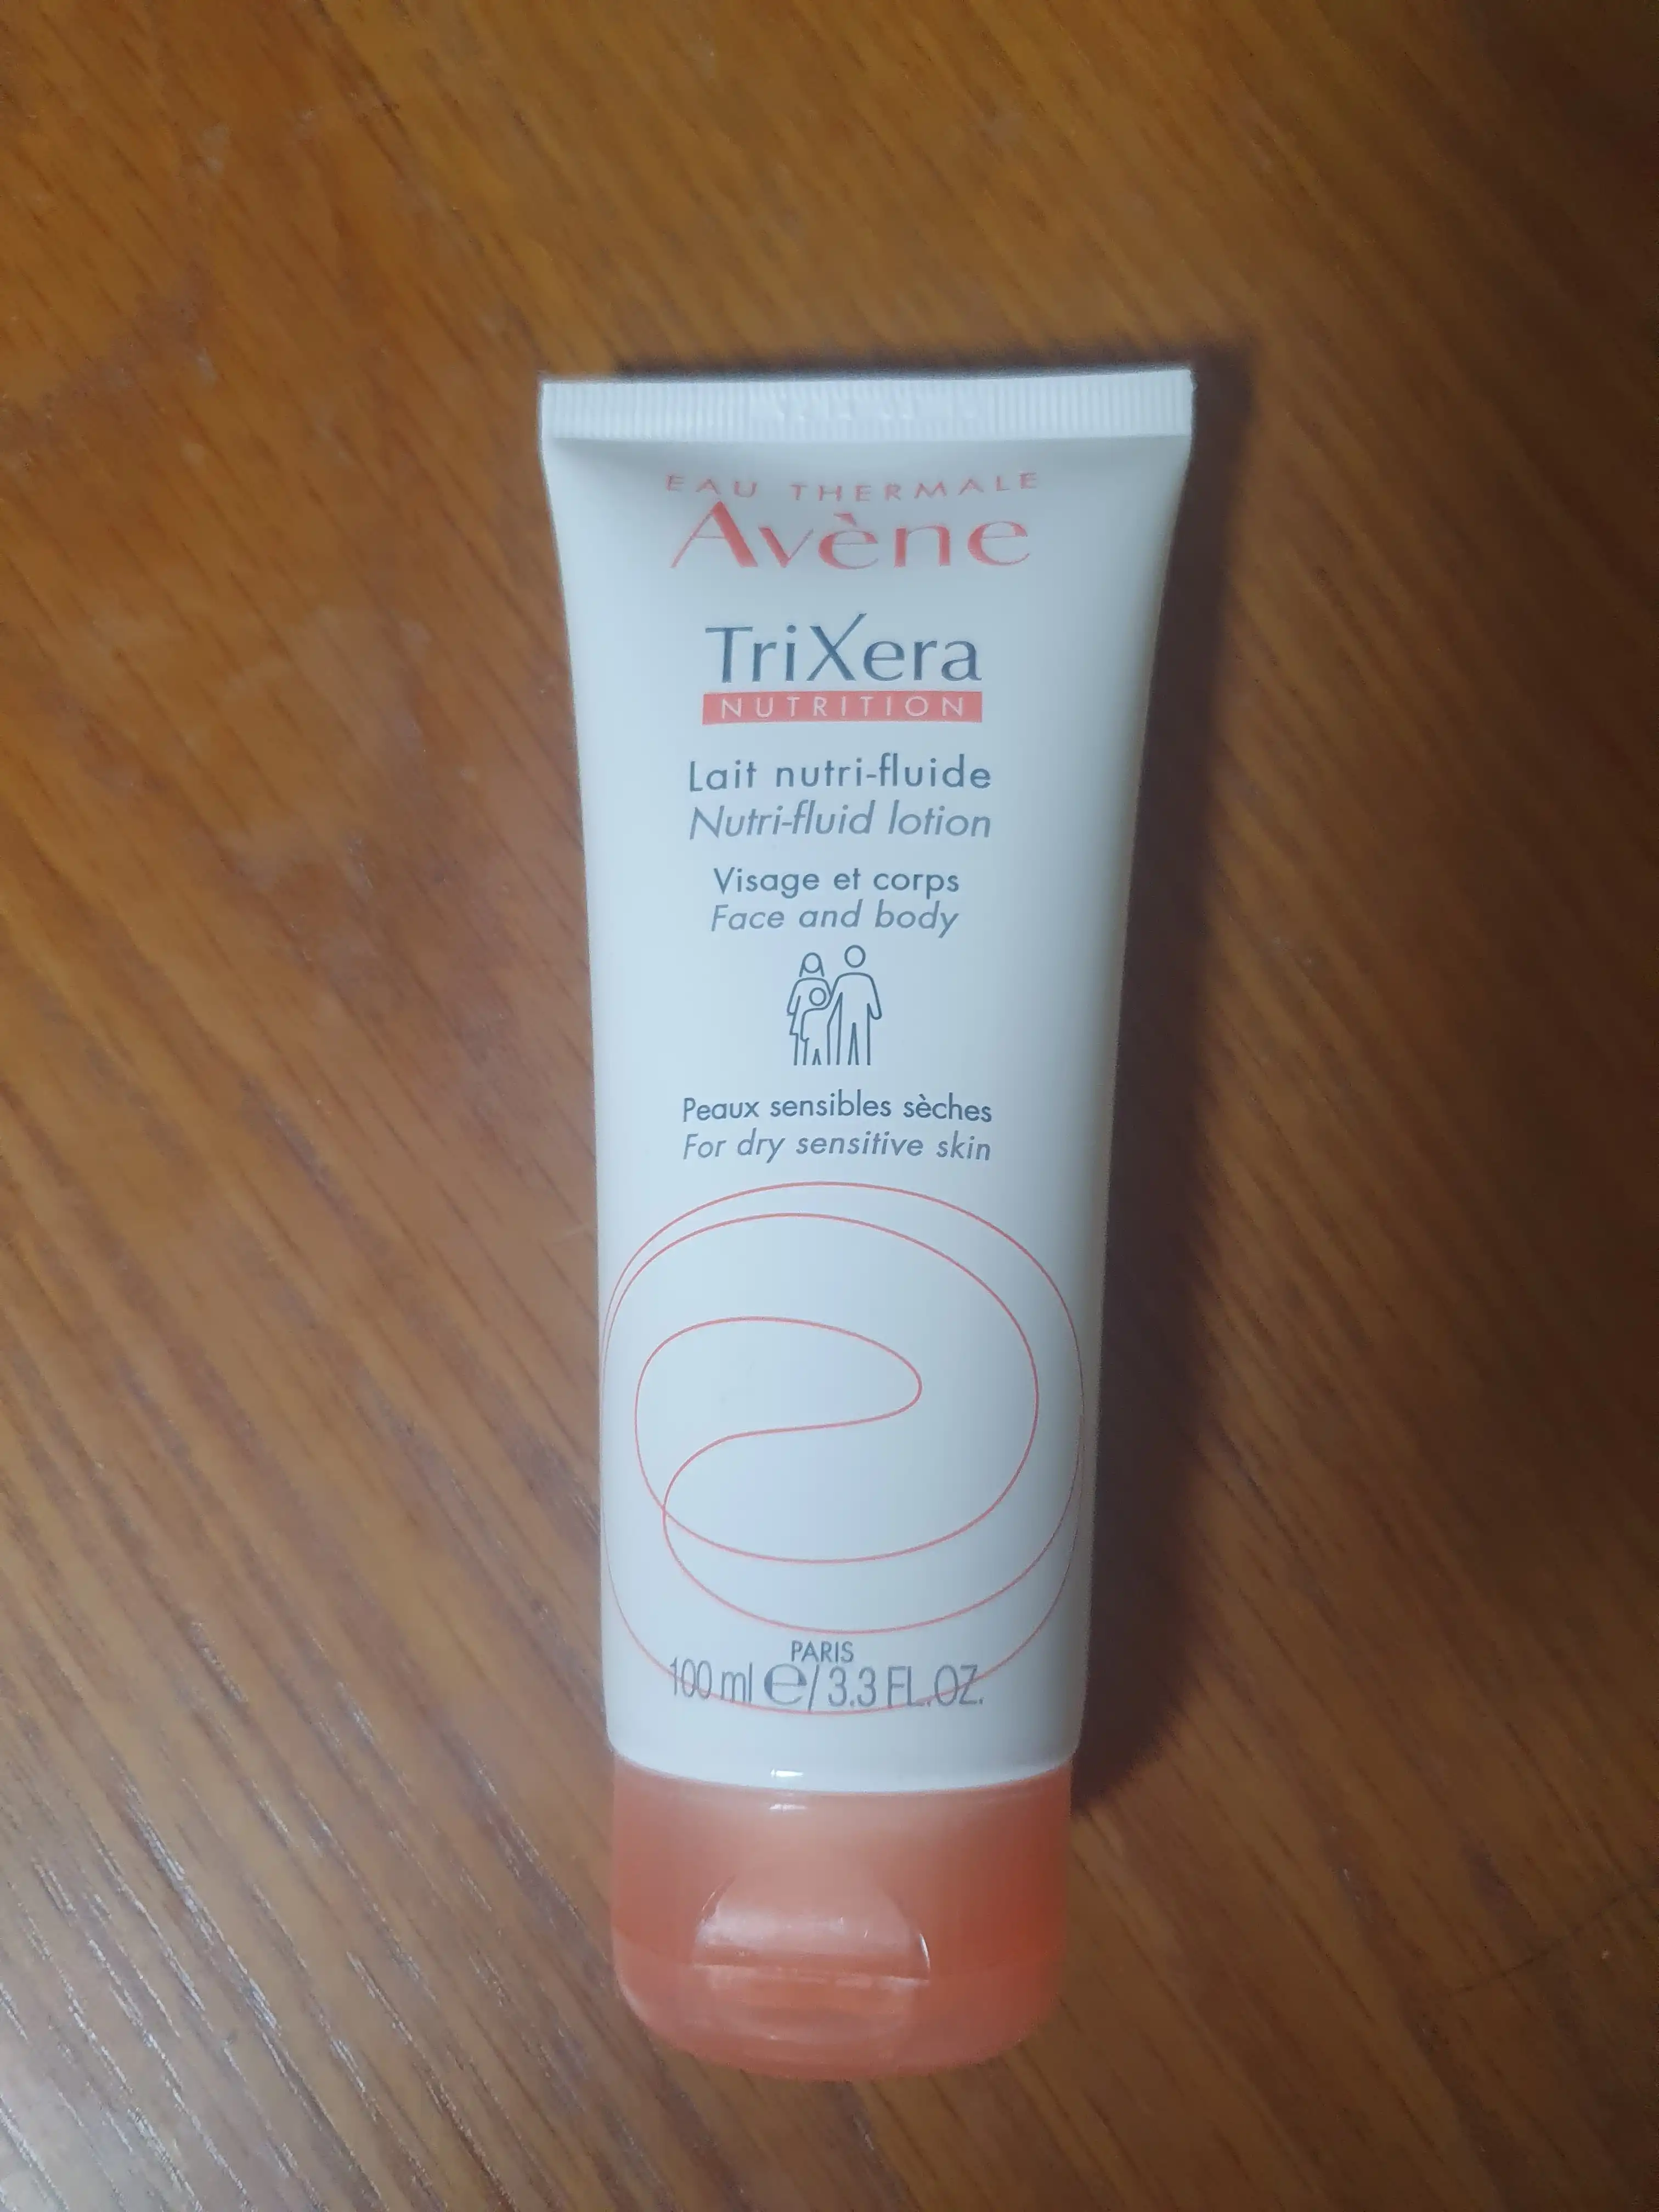 EAU THERMALE
Avène
TriXera
NUTRITION
Lait nutri-fluide
Nutri-fluid lotion
Visage et corps
Face and body
Peaux sensibles sèches
For dry sensitive skin
PARIS
100 ml ℮/3.3 FL.OZ.